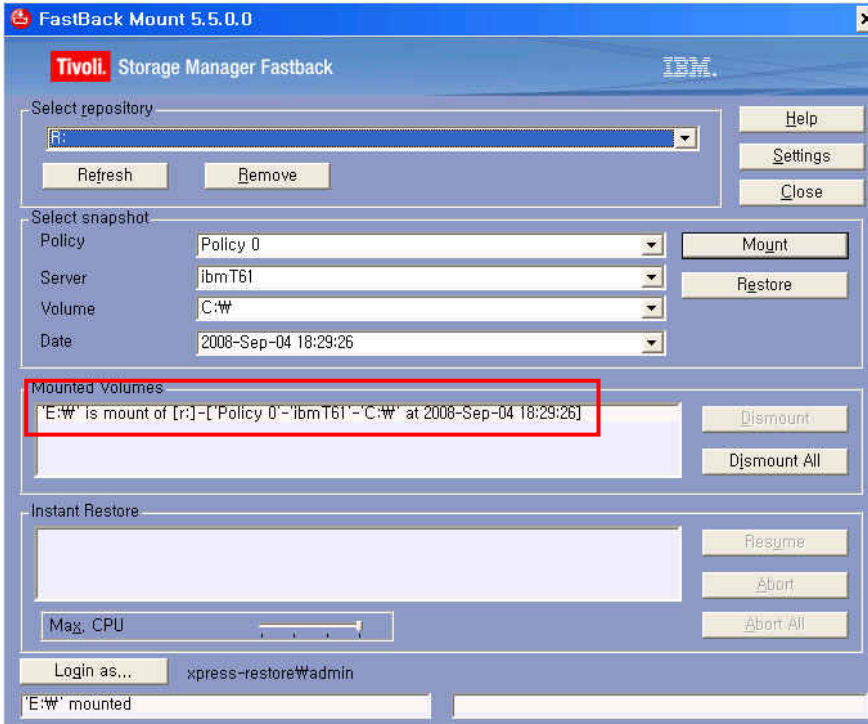 FastBack Mount 5.5.0.0
Tivoli. Storage Manager Fastback
IBM.
Select repository
R:
Help
Refresh
Remove
Settings
Close
Select snapshot
Policy
Policy 0
Mount
Server
ibmT61
Restore
Volume
C:₩
Date
2008-Sep-04 18:29:26
Mounted Volumes
'E:₩' is mount of [r:]-['Policy 0'-'ibmT61'-'C:₩' at 2008-Sep-04 18:29:26]
Dismount
Dismount All
Instant Restore
Resume
Abort
Max, CPU
Abort All
Login as...
xpress-restore₩admin
'E:₩' mounted